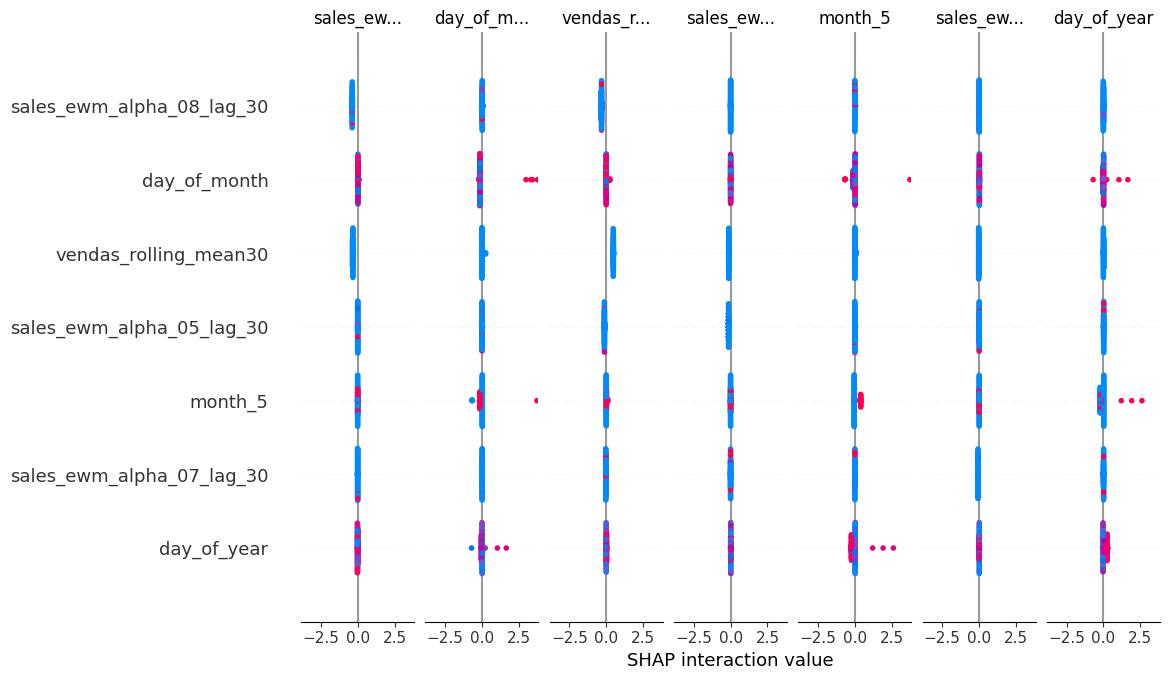 sales_ew... day_of_m... vendas_r... sales_ew... month_5 sales_ew... day_of_year
sales_ewm_alpha_08_lag_30
day_of_month
vendas_rolling_mean30
sales_ewm_alpha_05_lag_30
month_5
sales_ewm_alpha_07_lag_30
day_of_year
−2.5 0.0 2.5 −2.5 0.0 2.5 −2.5 0.0 2.5 −2.5 0.0 2.5 −2.5 0.0 2.5 −2.5 0.0 2.5 −2.5 0.0 2.5
SHAP interaction value